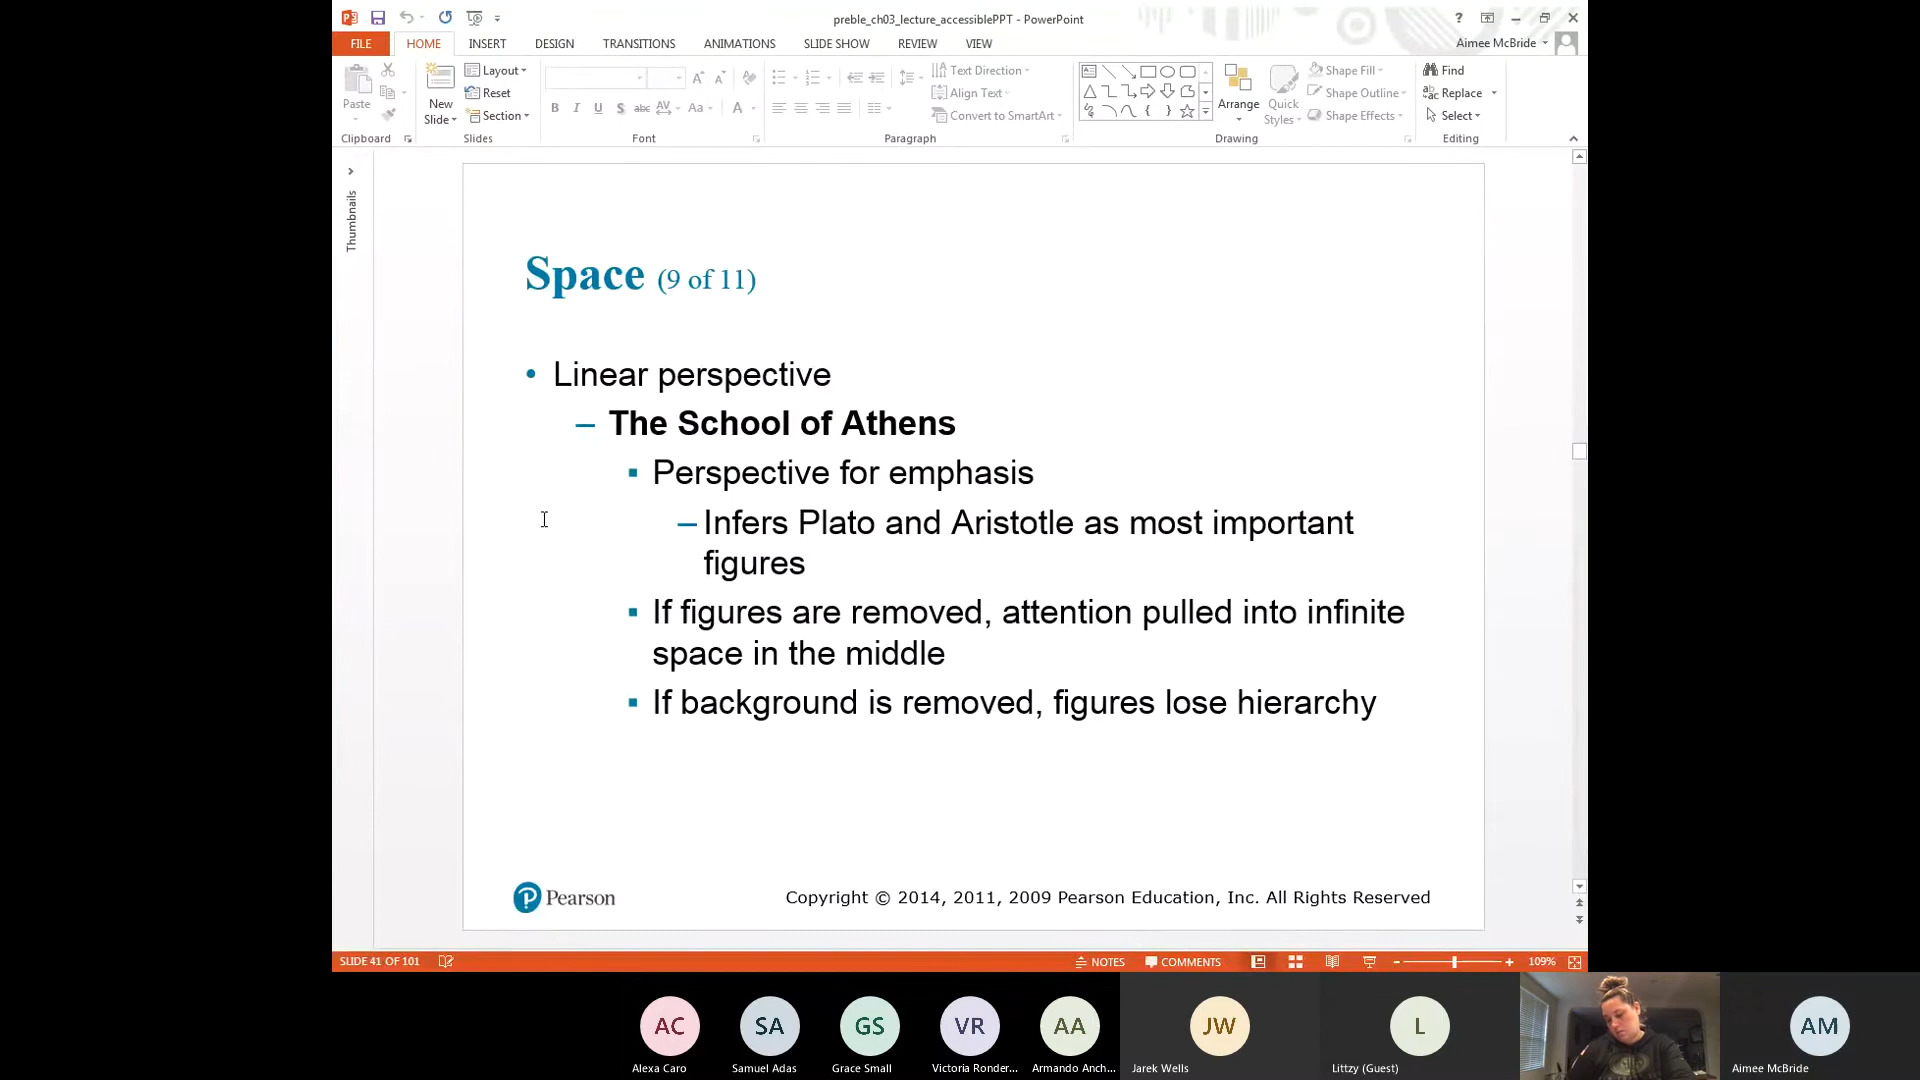 preble_ch03_lecture_accessiblePPT - PowerPoint
?
FILE HOME INSERT DESIGN TRANSITIONS ANIMATIONS SLIDE SHOW REVIEW VIEW Aimee McBride
Paste
Clipboard
New Slide
Layout
Reset
Section
Slides
B I U S abc AV Aa A
Font
Text Direction
Align Text
Convert to SmartArt
Paragraph
Arrange
Quick Styles
Shape Fill
Shape Outline
Shape Effects
Drawing
Find
Replace
Select
Editing
Thumbnails
Space (9 of 11)
• Linear perspective
– The School of Athens
▪ Perspective for emphasis
– Infers Plato and Aristotle as most important
figures
▪ If figures are removed, attention pulled into infinite
space in the middle
▪ If background is removed, figures lose hierarchy
Pearson
Copyright © 2014, 2011, 2009 Pearson Education, Inc. All Rights Reserved
SLIDE 41 OF 101 NOTES COMMENTS 109%
AC SA GS VR AA JW L AM
Alexa Caro Samuel Adas Grace Small Victoria Ronder... Armando Anch... Jarek Wells Littzy (Guest) Aimee McBride